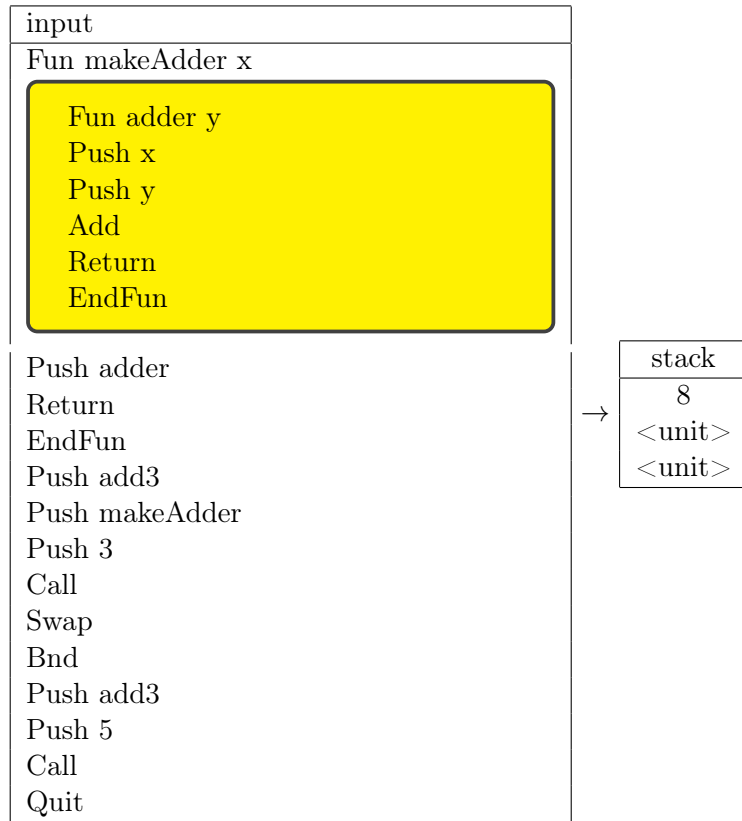 input
Fun makeAdder x
Fun adder y
Push x
Push y
Add
Return
EndFun
Push adder
Return
EndFun
Push add3
Push makeAdder
Push 3
Call
Swap
Bnd
Push add3
Push 5
Call
Quit
→
stack
8
<unit>
<unit>